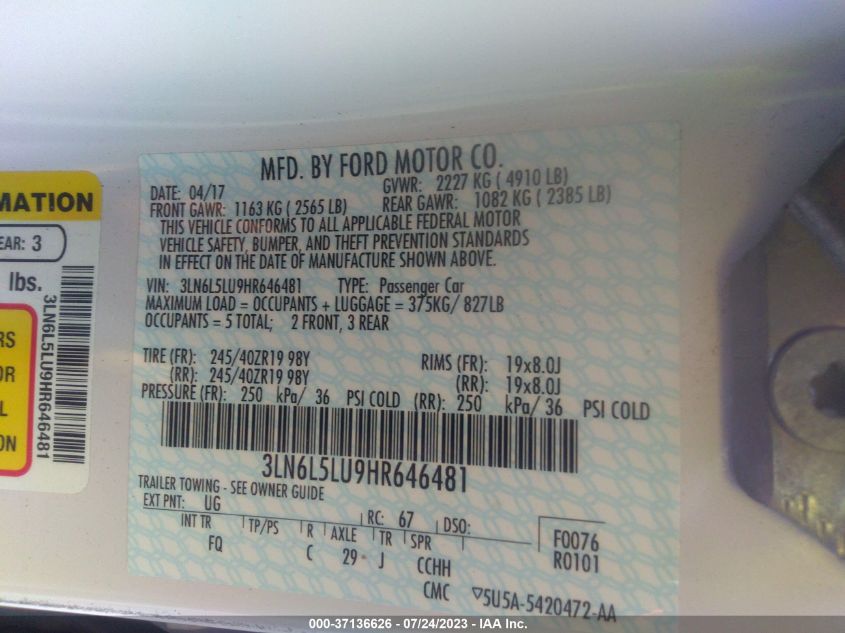 MFD. BY FORD MOTOR CO.
DATE: 04/17 GVWR: 2227 KG ( 4910 LB)
FRONT GAWR: 1163 KG ( 2565 LB) REAR GAWR: 1082 KG ( 2385 LB)
THIS VEHICLE CONFORMS TO ALL APPLICABLE FEDERAL MOTOR
VEHICLE SAFETY, BUMPER, AND THEFT PREVENTION STANDARDS
IN EFFECT ON THE DATE OF MANUFACTURE SHOWN ABOVE.
VIN: 3LN6L5LU9HR646481 TYPE: Passenger Car
MAXIMUM LOAD = OCCUPANTS + LUGGAGE = 375KG/ 827LB
OCCUPANTS = 5 TOTAL; 2 FRONT, 3 REAR
TIRE (FR): 245/40ZR19 98Y RIMS (FR): 19x8.0J
(RR): 245/40ZR19 98Y (RR): 19x8.0J
PRESSURE (FR): 250 kPa/ 36 PSI COLD (RR): 250 kPa/ 36 PSI COLD
3LN6L5LU9HR646481
TRAILER TOWING - SEE OWNER GUIDE
EXT PNT: UG RC: 67 DSO: F0076
INT TR TP/PS R AXLE TR SPR R0101
FQ C 29 J CCHH
CMC 5U5A-5420472-AA
MATION
EAR: 3
lbs.
3LN6L5LU9HR646481
RS
OR
L
ON
000-37136626 - 07/24/2023 - IAA Inc.